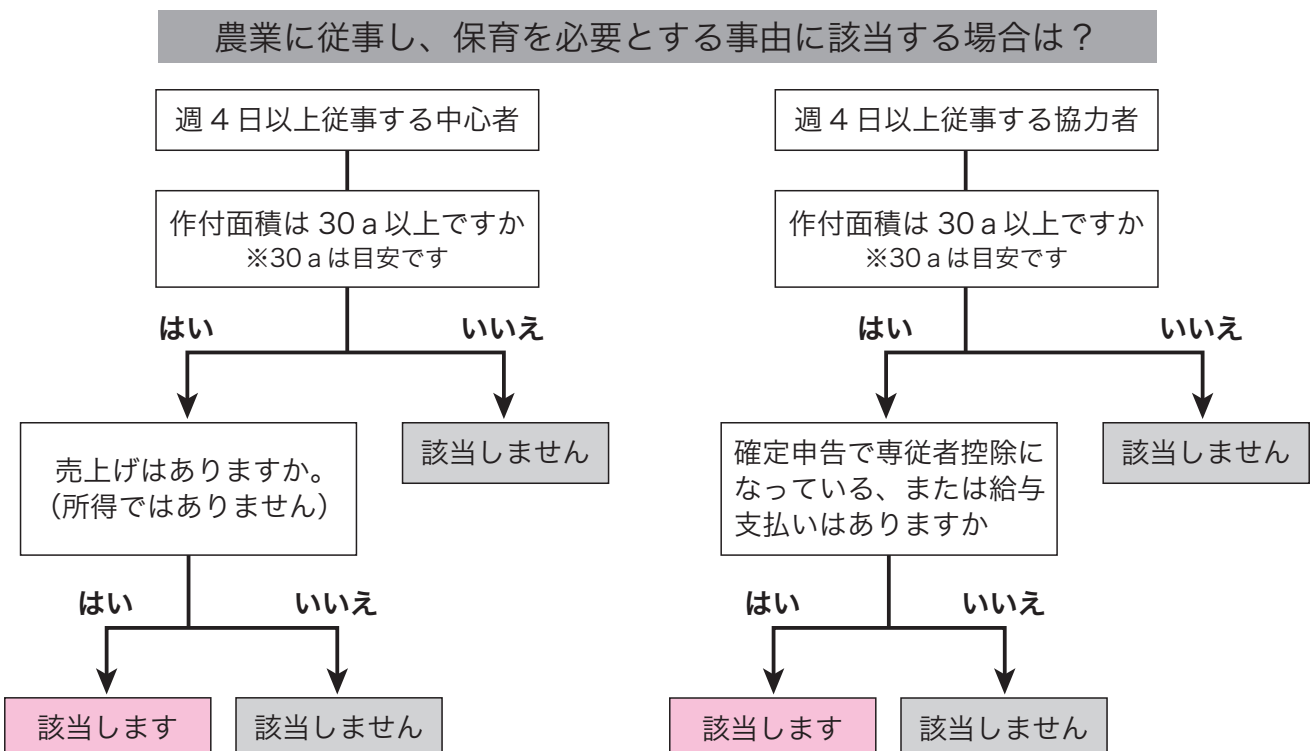 農業に従事し、保育を必要とする事由に該当する場合は？
週４日以上従事する中心者
作付面積は 30ａ以上ですか
※30ａは目安です
はい
いいえ
売上げはありますか。
（所得ではありません）
該当しません
はい
いいえ
該当します
該当しません
週４日以上従事する協力者
作付面積は 30ａ以上ですか
※30ａは目安です
はい
いいえ
確定申告で専従者控除に
なっている、または給与
支払いはありますか
該当しません
はい
いいえ
該当します
該当しません